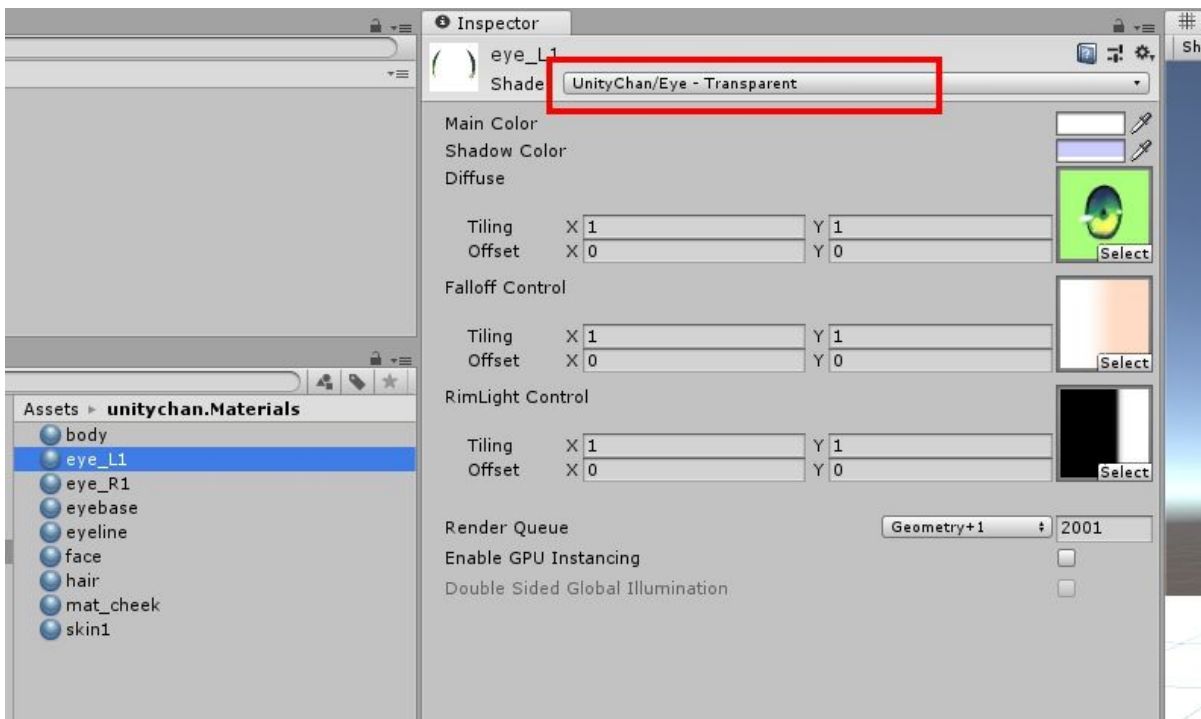 Inspector
Sh
eye_L1
Shade
UnityChan/Eye - Transparent
Main Color
Shadow Color
Diffuse
Tiling X 1 Y 1
Offset X 0 Y 0
Select
Falloff Control
Tiling X 1 Y 1
Offset X 0 Y 0
Select
RimLight Control
Tiling X 1 Y 1
Offset X 0 Y 0
Select
Render Queue Geometry+1 2001
Enable GPU Instancing
Double Sided Global Illumination
Assets ▸ unitychan.Materials
body
eye_L1
eye_R1
eyebase
eyeline
face
hair
mat_cheek
skin1